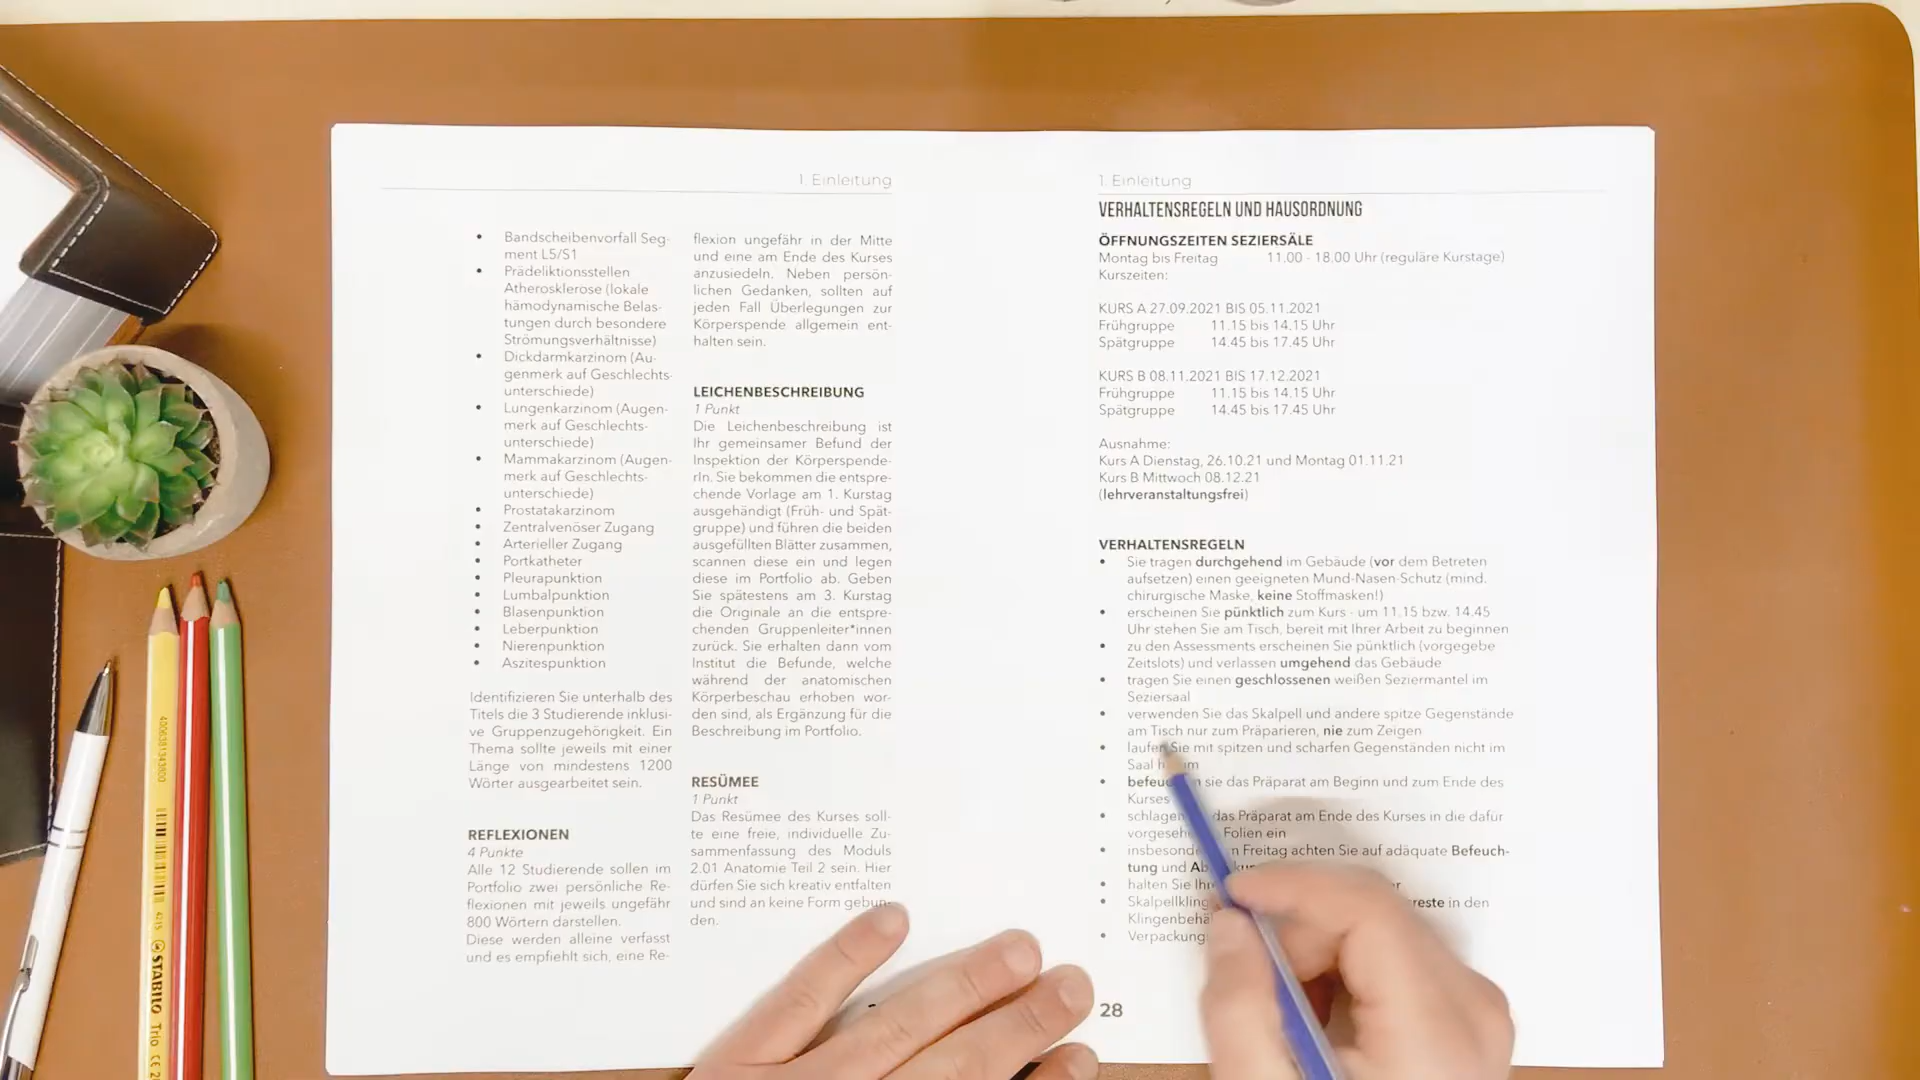 1. Einleitung
Bandscheibenvorfall Seg-
ment L5/S1
Prädeliktionsstellen
Atherosklerose (lokale
hämodynamische Belas-
tungen durch besondere
Strömungsverhältnisse)
Dickdarmkarzinom (Au-
genmerk auf Geschlechts-
unterschiede)
Lungenkarzinom (Augen-
merk auf Geschlechts-
unterschiede)
Mammakarzinom (Augen-
merk auf Geschlechts-
unterschiede)
Prostatakarzinom
Zentralvenöser Zugang
Arterieller Zugang
Portkatheter
Pleurapunktion
Lumbalpunktion
Blasenpunktion
Leberpunktion
Nierenpunktion
Aszitespunktion
Identifizieren Sie unterhalb des
Titels die 3 Studierende inklusi-
ve Gruppenzugehörigkeit. Ein
Thema sollte jeweils mit einer
Länge von mindestens 1200
Wörter ausgearbeitet sein.
REFLEXIONEN
4 Punkte
Alle 12 Studierende sollen im
Portfolio zwei persönliche Re-
flexionen mit jeweils ungefähr
800 Wörtern darstellen.
Diese werden alleine verfasst
und es empfiehlt sich, eine Re-
flexion ungefähr in der Mitte
und eine am Ende des Kurses
anzusiedeln. Neben persön-
lichen Gedanken, sollten auf
jeden Fall Überlegungen zur
Körperspende allgemein ent-
halten sein.
LEICHENBESCHREIBUNG
1 Punkt
Die Leichenbeschreibung ist
Ihr gemeinsamer Befund der
Inspektion der Körperspende-
rIn. Sie bekommen die entspre-
chende Vorlage am 1. Kurstag
ausgehändigt (Früh- und Spät-
gruppe) und führen die beiden
ausgefüllten Blätter zusammen,
scannen diese ein und legen
diese im Portfolio ab. Geben
Sie spätestens am 3. Kurstag
die Originale an die entspre-
chenden Gruppenleiter*innen
zurück. Sie erhalten dann vom
Institut die Befunde, welche
während der anatomischen
Körperbeschau erhoben wor-
den sind, als Ergänzung für die
Beschreibung im Portfolio.
RESÜMEE
1 Punkt
Das Resümee des Kurses soll-
te eine freie, individuelle Zu-
sammenfassung des Moduls
2.01 Anatomie Teil 2 sein. Hier
dürfen Sie sich kreativ entfalten
und sind an keine Form gebun-
den.
1. Einleitung
VERHALTENSREGELN UND HAUSORDNUNG
ÖFFNUNGSZEITEN SEZIERSÄLE
Montag bis Freitag 11.00 - 18.00 Uhr (reguläre Kurstage)
Kurszeiten:
KURS A 27.09.2021 BIS 05.11.2021
Frühgruppe 11.15 bis 14.15 Uhr
Spätgruppe 14.45 bis 17.45 Uhr
KURS B 08.11.2021 BIS 17.12.2021
Frühgruppe 11.15 bis 14.15 Uhr
Spätgruppe 14.45 bis 17.45 Uhr
Ausnahme:
Kurs A Dienstag, 26.10.21 und Montag 01.11.21
Kurs B Mittwoch 08.12.21
(lehrveranstaltungsfrei)
VERHALTENSREGELN
Sie tragen durchgehend im Gebäude (vor dem Betreten
aufsetzen) einen geeigneten Mund-Nasen-Schutz (mind.
chirurgische Maske, keine Stoffmasken!)
erscheinen Sie pünktlich zum Kurs - um 11.15 bzw. 14.45
Uhr stehen Sie am Tisch, bereit mit Ihrer Arbeit zu beginnen
zu den Assessments erscheinen Sie pünktlich (vorgegebe
Zeitslots) und verlassen umgehend das Gebäude
tragen Sie einen geschlossenen weißen Seziermantel im
Seziersaal
verwenden Sie das Skalpell und andere spitze Gegenstände
am Tisch nur zum Präparieren, nie zum Zeigen
laufen Sie mit spitzen und scharfen Gegenständen nicht im
Saal
sie das Präparat am Beginn und zum Ende des
Kurses
schlagen das Präparat am Ende des Kurses in die dafür
Folien ein
Freitag achten Sie auf adäquate Befeuch-
tung und
halten Sie
in den
Verpackung
28
STABILO Trio